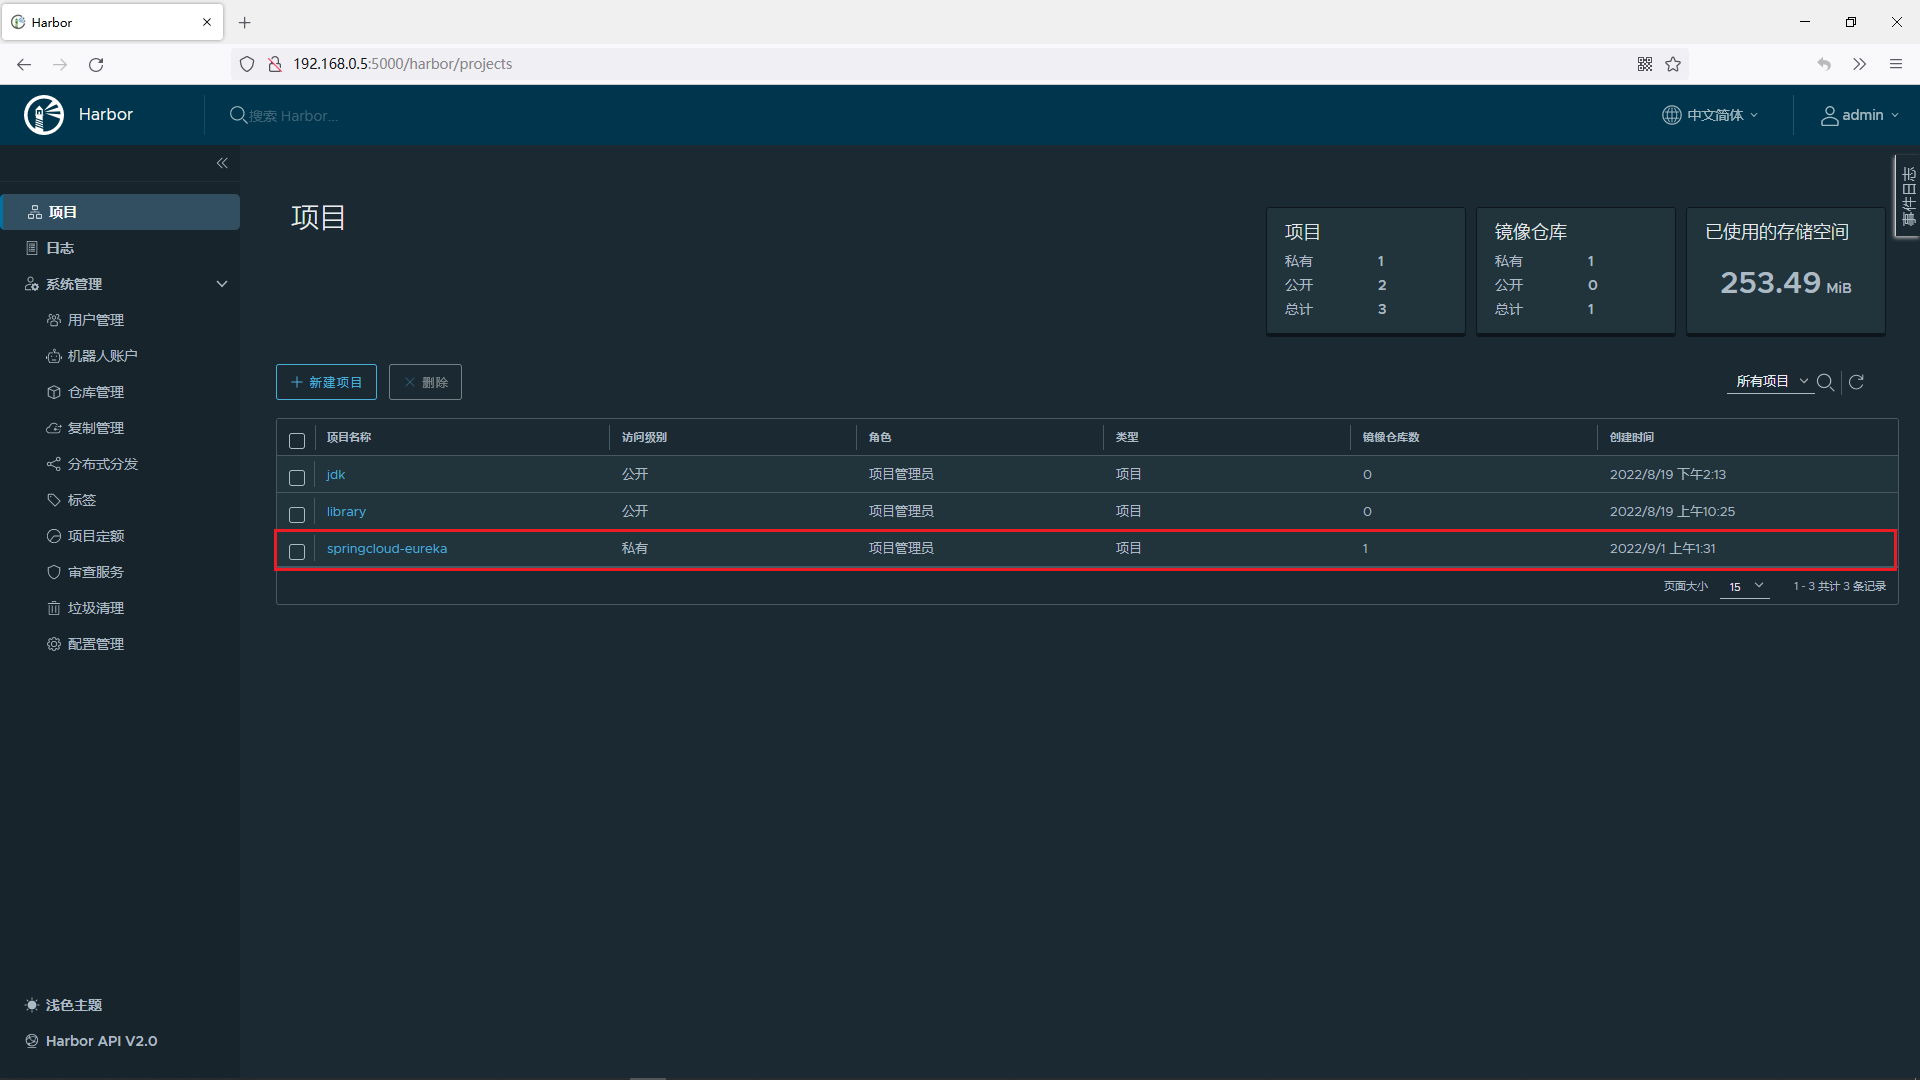 Harbor
192.168.0.5:5000/harbor/projects
Harbor
搜索 Harbor...
中文简体
admin
事件日志
项目
日志
系统管理
用户管理
机器人账户
仓库管理
复制管理
分布式分发
标签
项目定额
审查服务
垃圾清理
配置管理
浅色主题
Harbor API V2.0
项目
项目
私有 1
公开 2
总计 3
镜像仓库
私有 1
公开 0
总计 1
已使用的存储空间
253.49 MiB
新建项目
删除
所有项目
项目名称 访问级别 角色 类型 镜像仓库数 创建时间
jdk 公开 项目管理员 项目 0 2022/8/19 下午2:13
library 公开 项目管理员 项目 0 2022/8/19 上午10:25
springcloud-eureka 私有 项目管理员 项目 1 2022/9/1 上午1:31
页面大小 15 1 - 3 共计 3 条记录